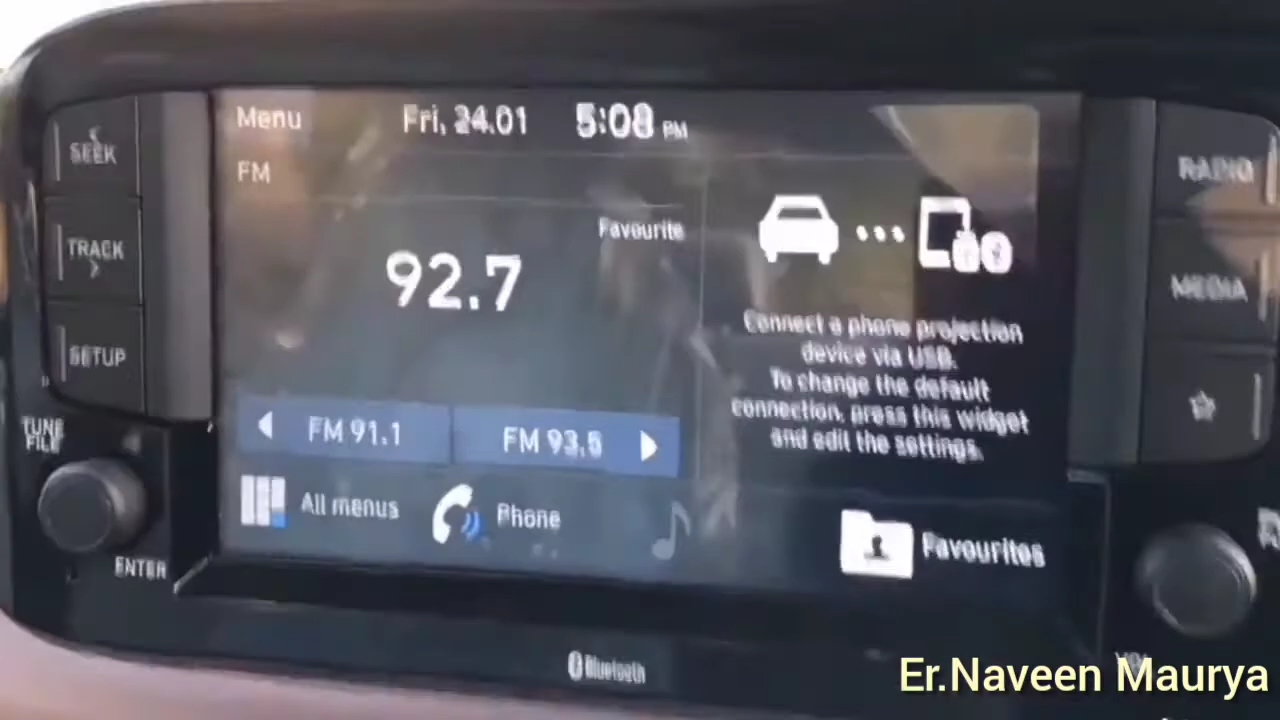 Menu
Fri, 24.01
5:08 PM
FM
Favourite
92.7
FM 91.1
FM 93.5
All menus
Phone
Connect a phone projection
device via USB.
To change the default
connection, press this widget
and edit the settings.
Favourites
SEEK
TRACK
SETUP
TUNE
FILE
ENTER
RADIO
MEDIA
VOL
Bluetooth
Er.Naveen Maurya